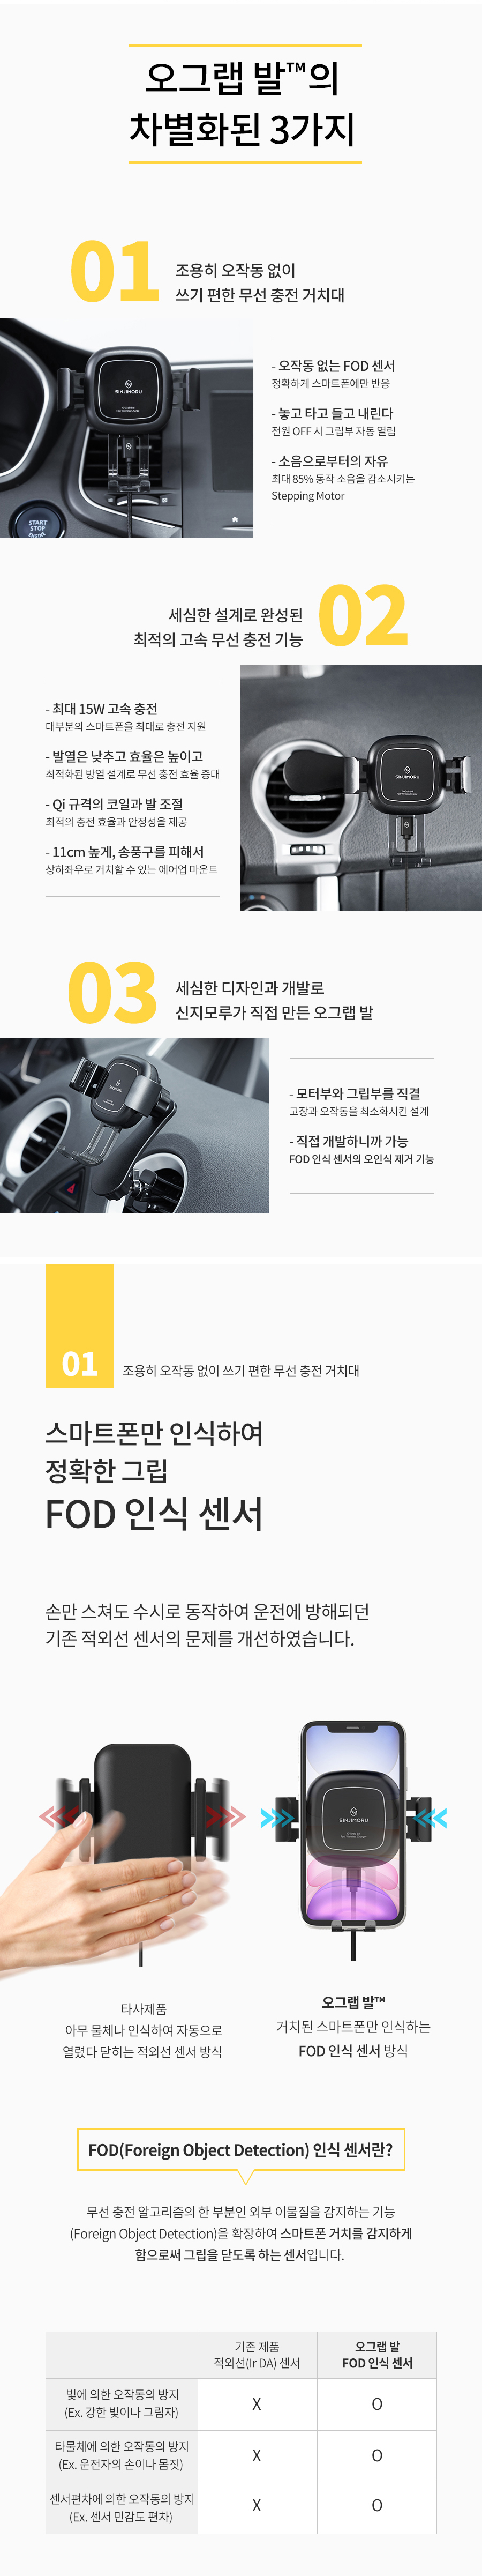 오그랩 발™의
차별화된 3가지
01
조용히 오작동 없이
쓰기 편한 무선 충전 거치대
SINJIMORU
START
STOP
ENGINE
- 오작동 없는 FOD 센서
정확하게 스마트폰에만 반응
- 놓고 타고 들고 내린다
전원 OFF 시 그립부 자동 열림
- 소음으로부터의 자유
최대 85% 동작 소음을 감소시키는
Stepping Motor
세심한 설계로 완성된
최적의 고속 무선 충전 기능
02
- 최대 15W 고속 충전
대부분의 스마트폰을 최대로 충전 지원
- 발열은 낮추고 효율은 높이고
최적화된 방열 설계로 무선 충전 효율 증대
- Qi 규격의 코일과 발 조절
최적의 충전 효율과 안정성을 제공
- 11cm 높게, 송풍구를 피해서
상하좌우로 거치할 수 있는 에어업 마운트
SINJIMORU
03
세심한 디자인과 개발로
신지모루가 직접 만든 오그랩 발
SINJIMORU
- 모터부와 그립부를 직결
고장과 오작동을 최소화시킨 설계
- 직접 개발하니까 가능
FOD 인식 센서의 오인식 제거 기능
01
조용히 오작동 없이 쓰기 편한 무선 충전 거치대
스마트폰만 인식하여
정확한 그립
FOD 인식 센서
손만 스쳐도 수시로 동작하여 운전에 방해되던
기존 적외선 센서의 문제를 개선하였습니다.
SINJIMORU
타사제품
아무 물체나 인식하여 자동으로
열렸다 닫히는 적외선 센서 방식
오그랩 발™
거치된 스마트폰만 인식하는
FOD 인식 센서 방식
FOD(Foreign Object Detection) 인식 센서란?
무선 충전 알고리즘의 한 부분인 외부 이물질을 감지하는 기능
(Foreign Object Detection)을 확장하여 스마트폰 거치를 감지하게
함으로써 그립을 닫도록 하는 센서입니다.
기존 제품
적외선(Ir DA) 센서
오그랩 발
FOD 인식 센서
빛에 의한 오작동의 방지
(Ex. 강한 빛이나 그림자)
X
O
타물체에 의한 오작동의 방지
(Ex. 운전자의 손이나 몸짓)
X
O
센서편차에 의한 오작동의 방지
(Ex. 센서 민감도 편차)
X
O